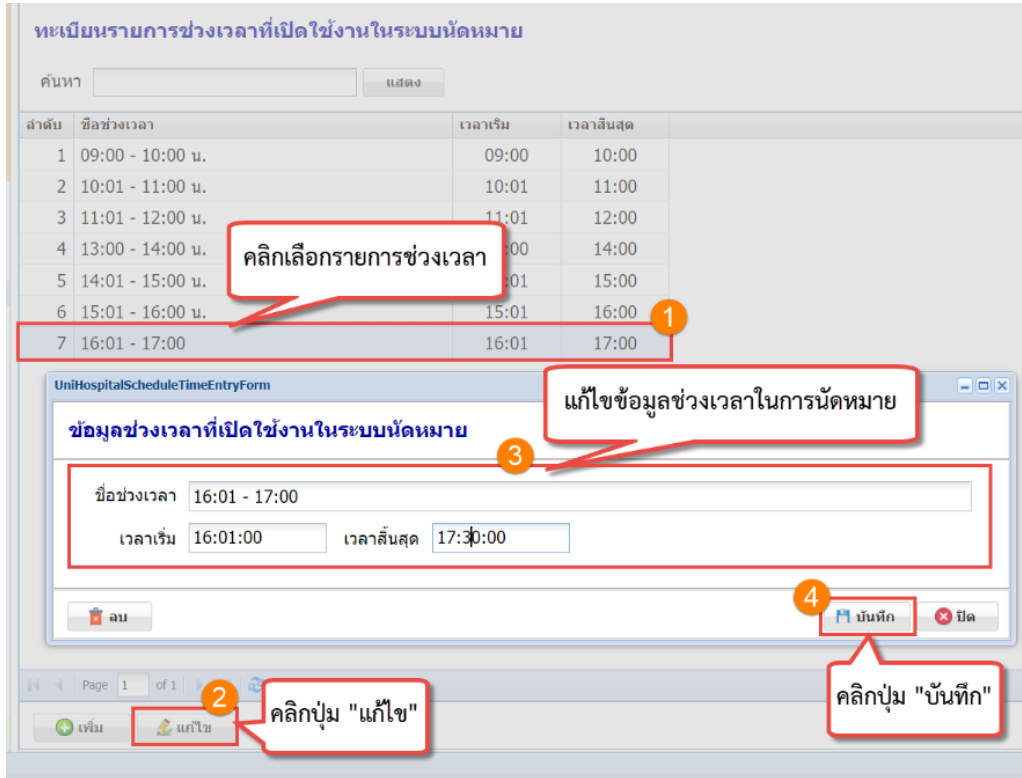 ทะเบียนรายการช่วงเวลาที่เปิดใช้งานในระบบนัดหมาย
ค้นหา แสดง
ลำดับ ชื่อช่วงเวลา เวลาเริ่ม เวลาสิ้นสุด
1 09:00 - 10:00 น. 09:00 10:00
2 10:01 - 11:00 น. 10:01 11:00
3 11:01 - 12:00 น. 11:01 12:00
4 13:00 - 14:00 น. :00 14:00
คลิกเลือกรายการช่วงเวลา
5 14:01 - 15:00 น. :01 15:00
6 15:01 - 16:00 น. 15:01 16:00
1
7 16:01 - 17:00 16:01 17:00
UniHospitalScheduleTimeEntryForm
แก้ไขข้อมูลช่วงเวลาในการนัดหมาย
ข้อมูลช่วงเวลาที่เปิดใช้งานในระบบนัดหมาย
3
ชื่อช่วงเวลา 16:01 - 17:00
เวลาเริ่ม 16:01:00 เวลาสิ้นสุด 17:30:00
4
ลบ บันทึก ปิด
Page 1 of 1
2
คลิกปุ่ม "แก้ไข"
คลิกปุ่ม "บันทึก"
เพิ่ม แก้ไข